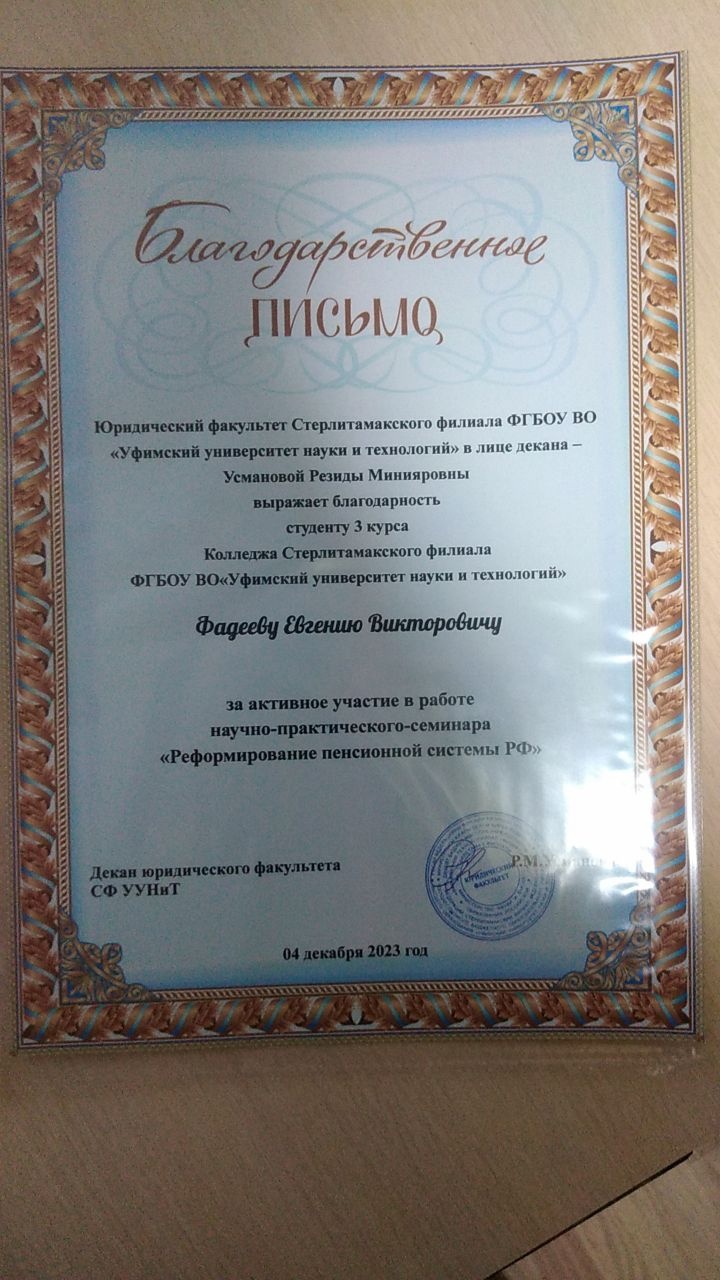 Благодарственное
письмо
Юридический факультет Стерлитамакского филиала ФГБОУ ВО
«Уфимский университет науки и технологий» в лице декана –
Усмановой Резиды Минияровны
выражает благодарность
студенту 3 курса
Колледжа Стерлитамакского филиала
ФГБОУ ВО«Уфимский университет науки и технологий»
Фадееву Евгению Викторовичу
за активное участие в работе
научно-практического-семинара
«Реформирование пенсионной системы РФ»
Декан юридического факультета
СФ УУНиТ
Р.М.
ЮРИДИЧЕСКИЙ
ФАКУЛЬТЕТ
04 декабря 2023 год